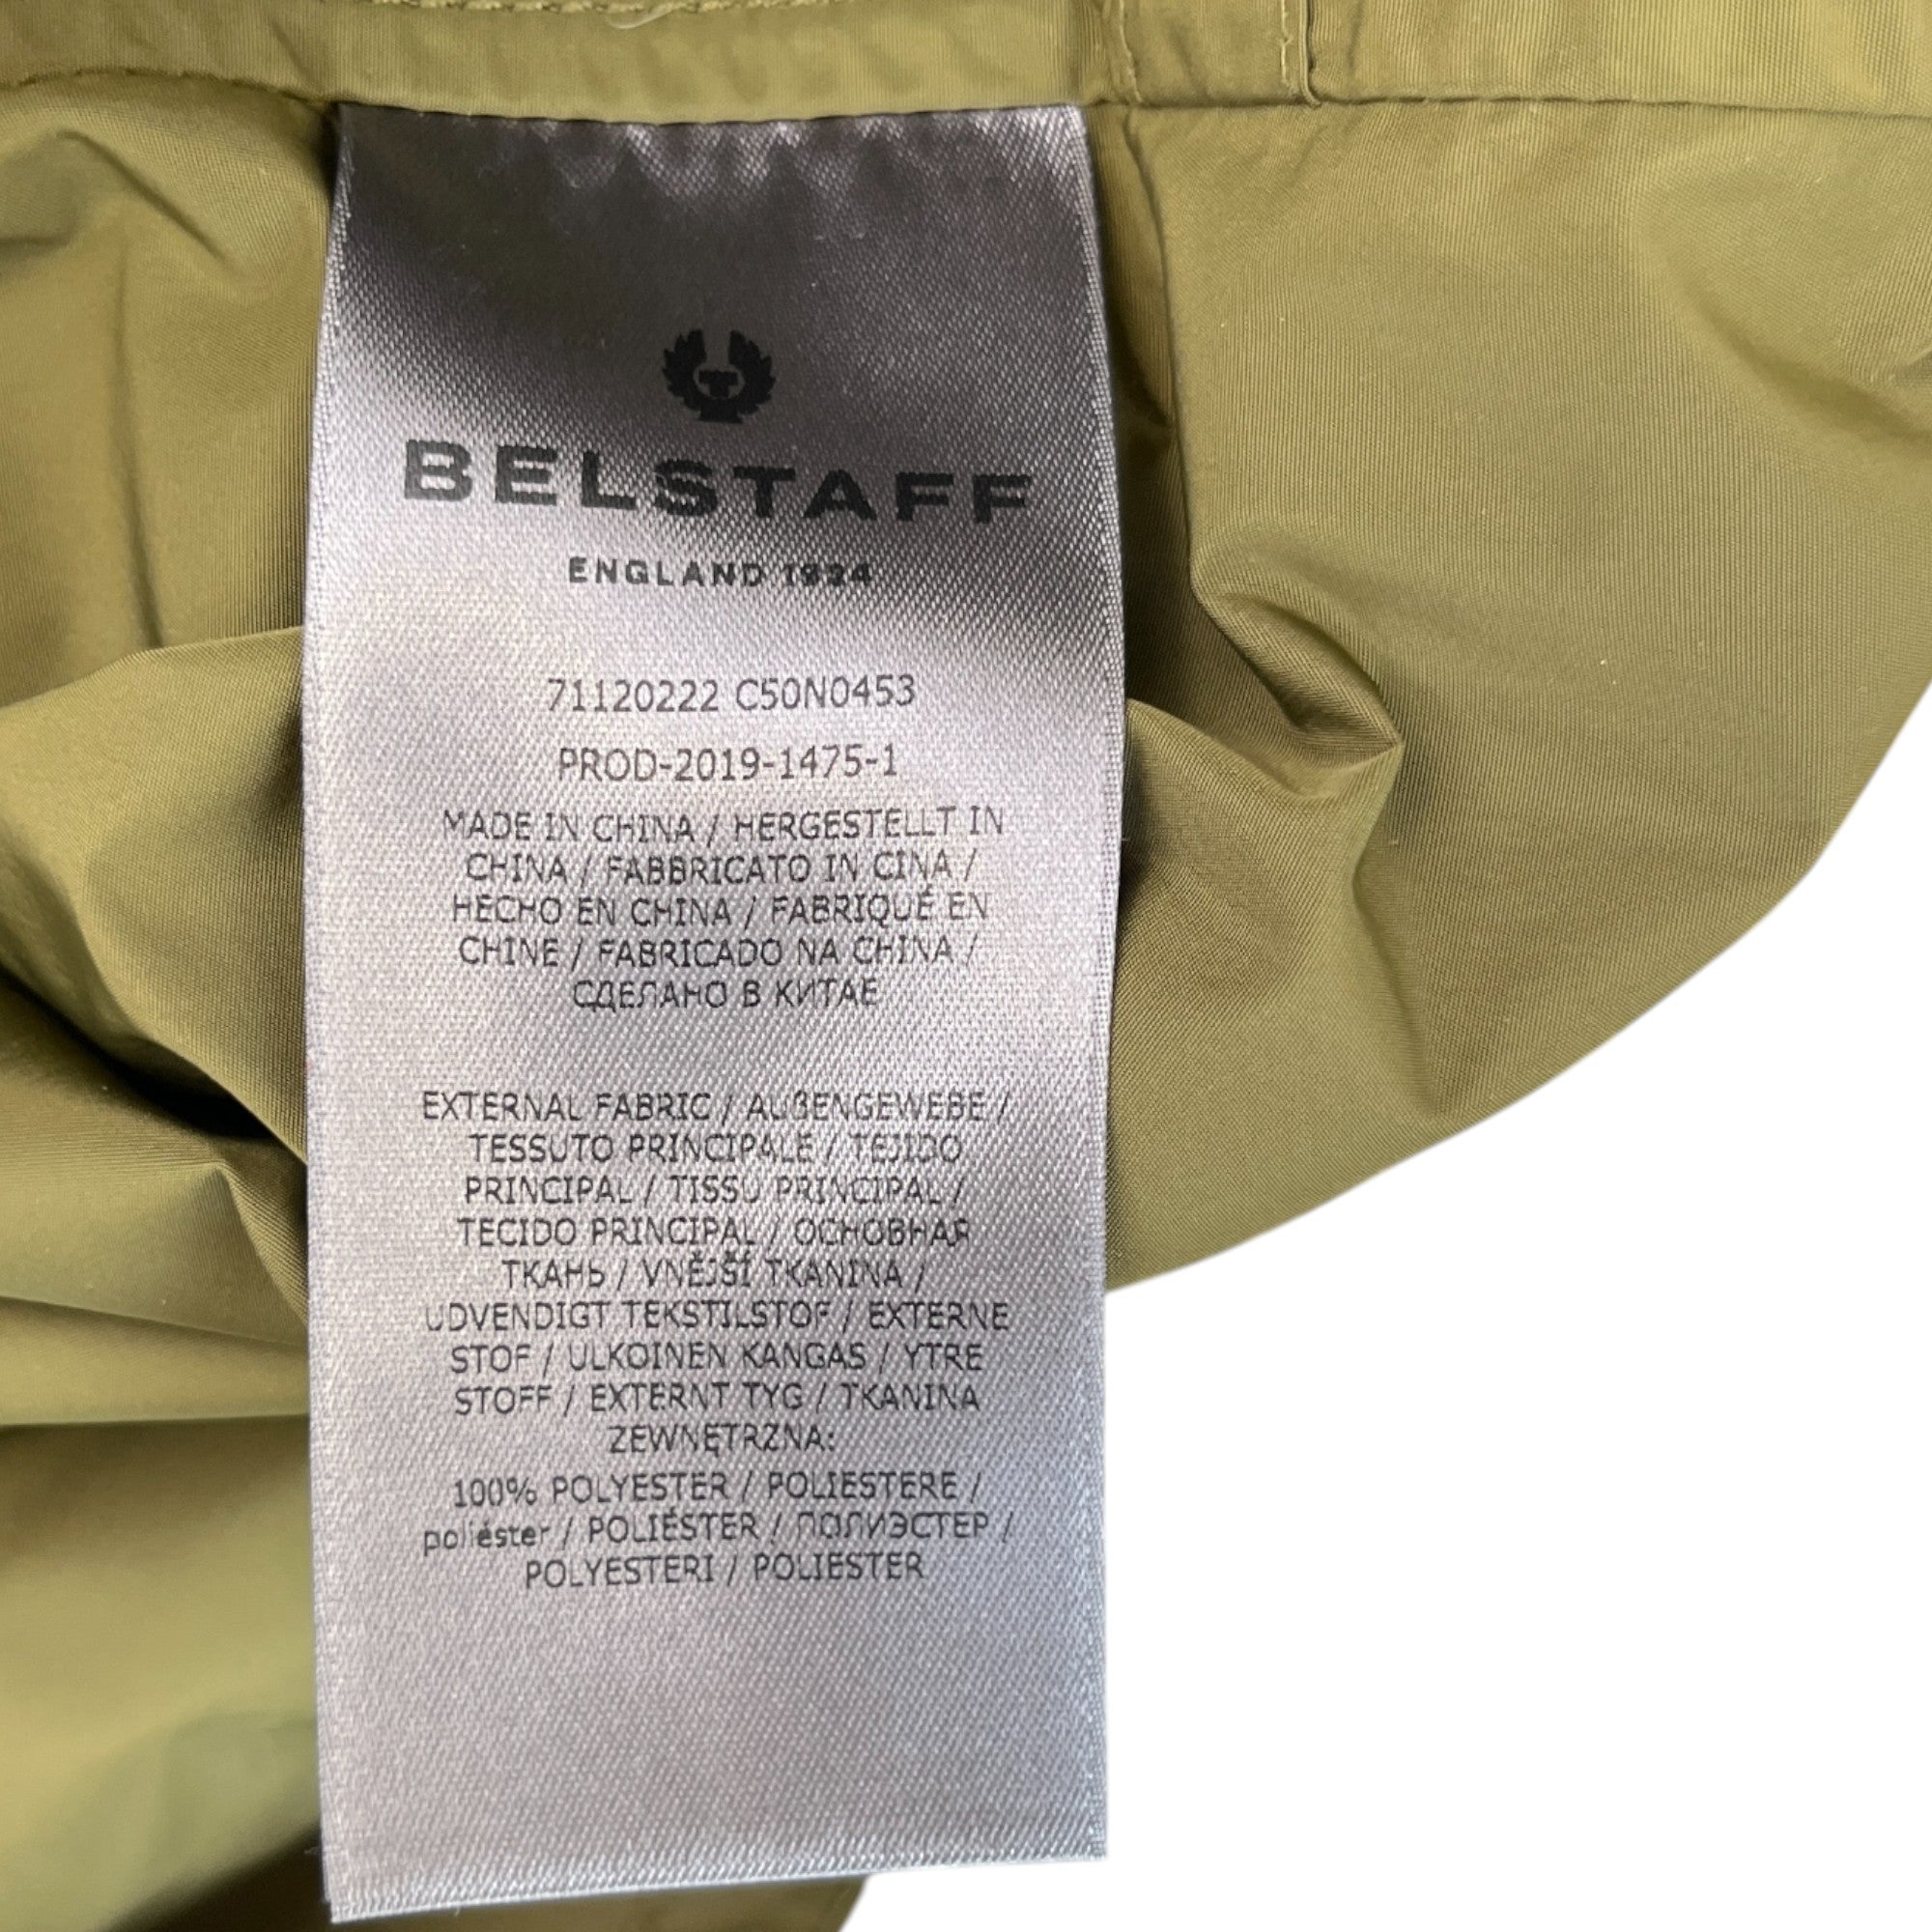 BELSTAFF
ENGLAND 1924
71120222 C50N0453
PROD-2019-1475-1
MADE IN CHINA / HERGESTELLT IN
CHINA / FABBRICATO IN CINA /
HECHO EN CHINA / FABRIQUÉ EN
CHINE / FABRICADO NA CHINA /
СДЕЛАНО В КИТАЕ
EXTERNAL FABRIC / AUßENGEWEBE /
TESSUTO PRINCIPALE / TEJIDO
PRINCIPAL / TISSU PRINCIPAL /
TECIDO PRINCIPAL / ОСНОВНАЯ
ТКАНЬ / VNĚJŠÍ TKANINA /
UDVENDIGT TEKSTILSTOF / EXTERNE
STOF / ULKOINEN KANGAS / YTRE
STOFF / EXTERNT TYG / TKANINA
ZEWNĘTRZNA:
100% POLYESTER / POLIESTERE /
poliéster / POLIÉSTER / ПОЛИЭСТЕР /
POLYESTERI / POLIESTER